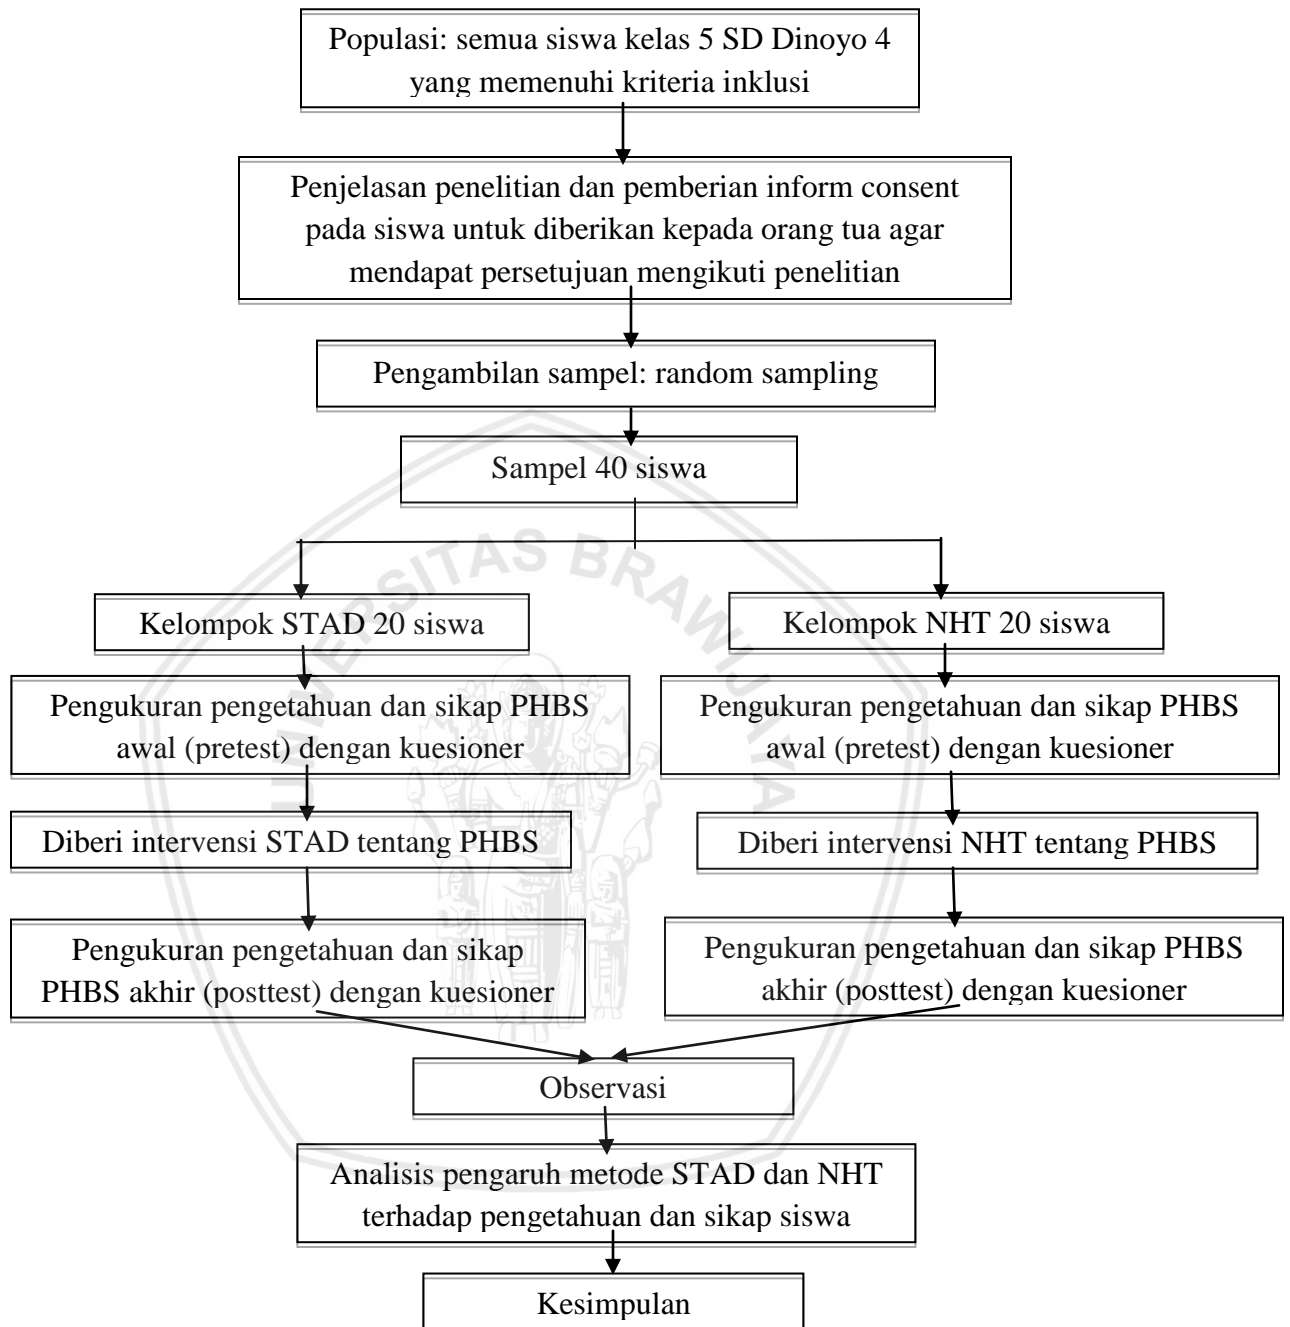 Populasi: semua siswa kelas 5 SD Dinoyo 4
yang memenuhi kriteria inklusi
Penjelasan penelitian dan pemberian inform consent
pada siswa untuk diberikan kepada orang tua agar
mendapat persetujuan mengikuti penelitian
Pengambilan sampel: random sampling
Sampel 40 siswa
UNIVERSITAS BRAWIJAYA
Kelompok STAD 20 siswa
Kelompok NHT 20 siswa
Pengukuran pengetahuan dan sikap PHBS
awal (pretest) dengan kuesioner
Pengukuran pengetahuan dan sikap PHBS
awal (pretest) dengan kuesioner
Diberi intervensi STAD tentang PHBS
Diberi intervensi NHT tentang PHBS
Pengukuran pengetahuan dan sikap
PHBS akhir (posttest) dengan kuesioner
Pengukuran pengetahuan dan sikap PHBS
akhir (posttest) dengan kuesioner
Observasi
Analisis pengaruh metode STAD dan NHT
terhadap pengetahuan dan sikap siswa
Kesimpulan